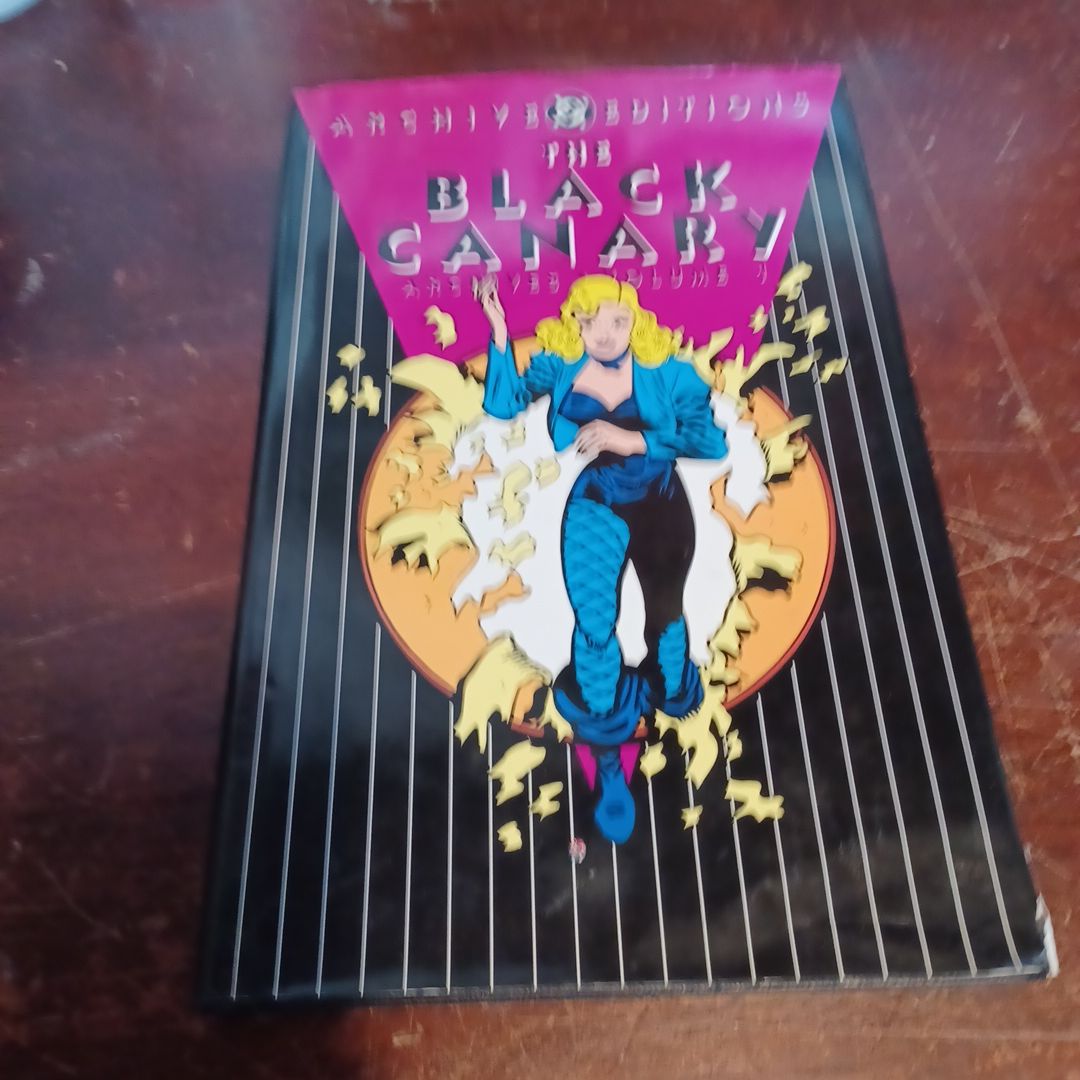 ARCHIVE EDITIONS
THE
BLACK
CANARY
ARCHIVES VOLUME 1